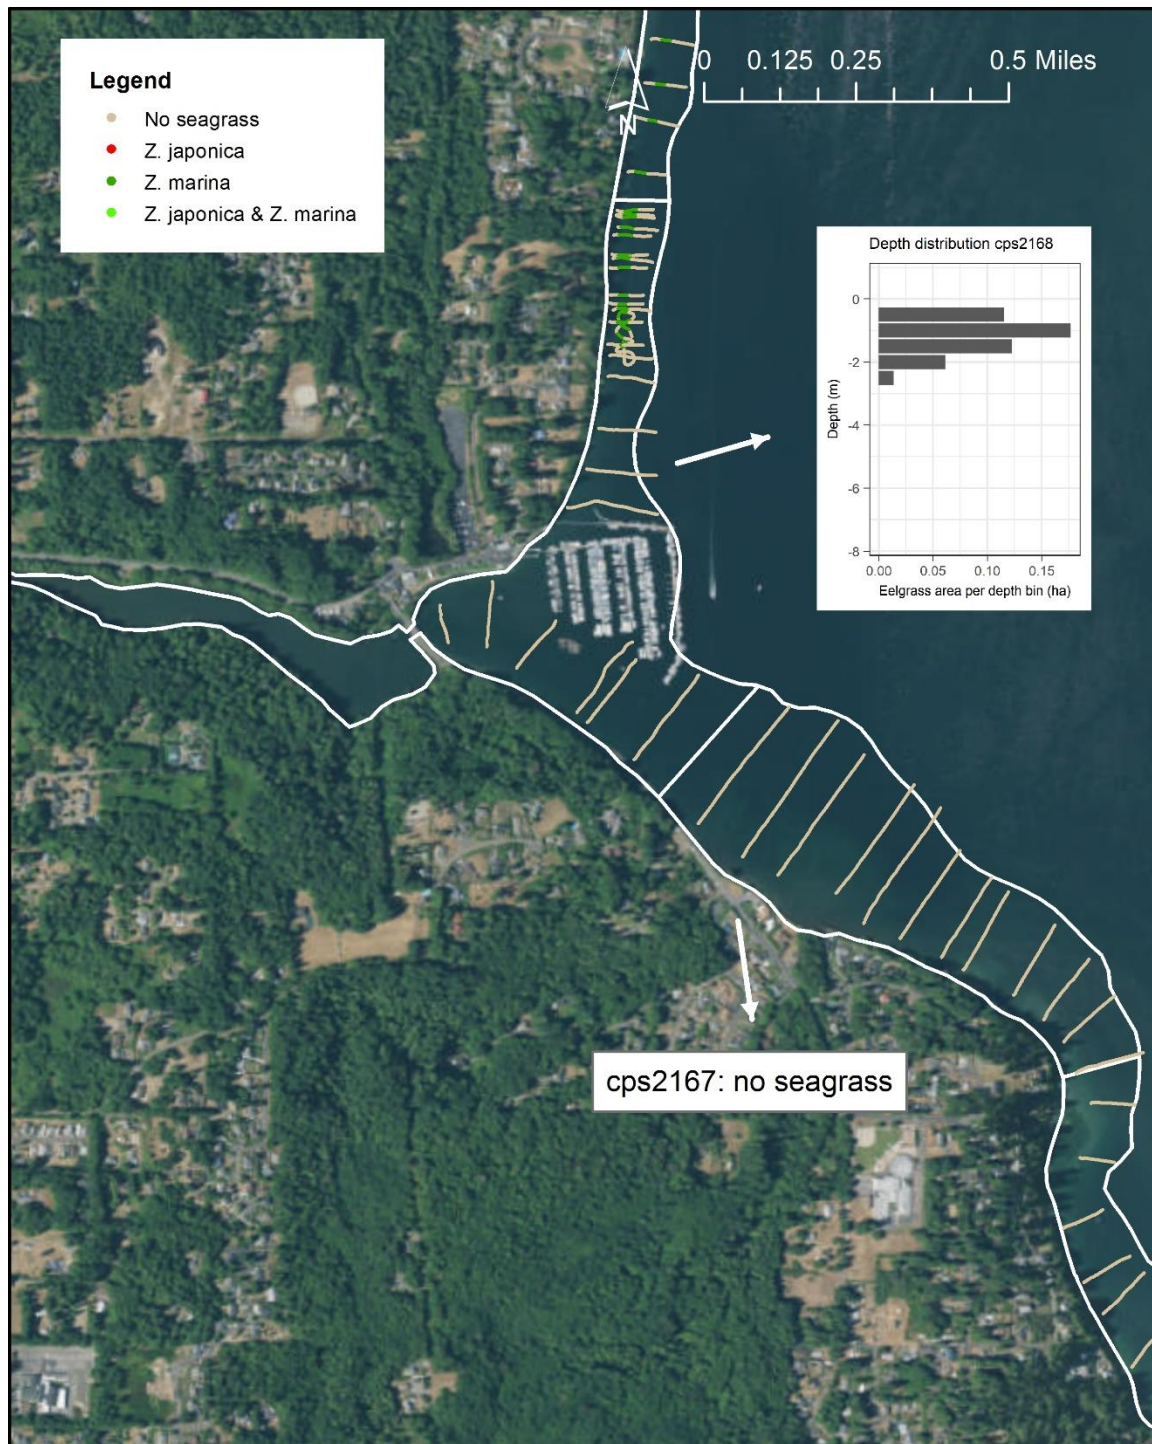 Legend
No seagrass
Z. japonica
Z. marina
Z. japonica & Z. marina
N
0 0.125 0.25 0.5 Miles
Depth distribution cps2168
0
-2
-4
-6
-8
Depth (m)
0.00 0.05 0.10 0.15
Eelgrass area per depth bin (ha)
cps2167: no seagrass